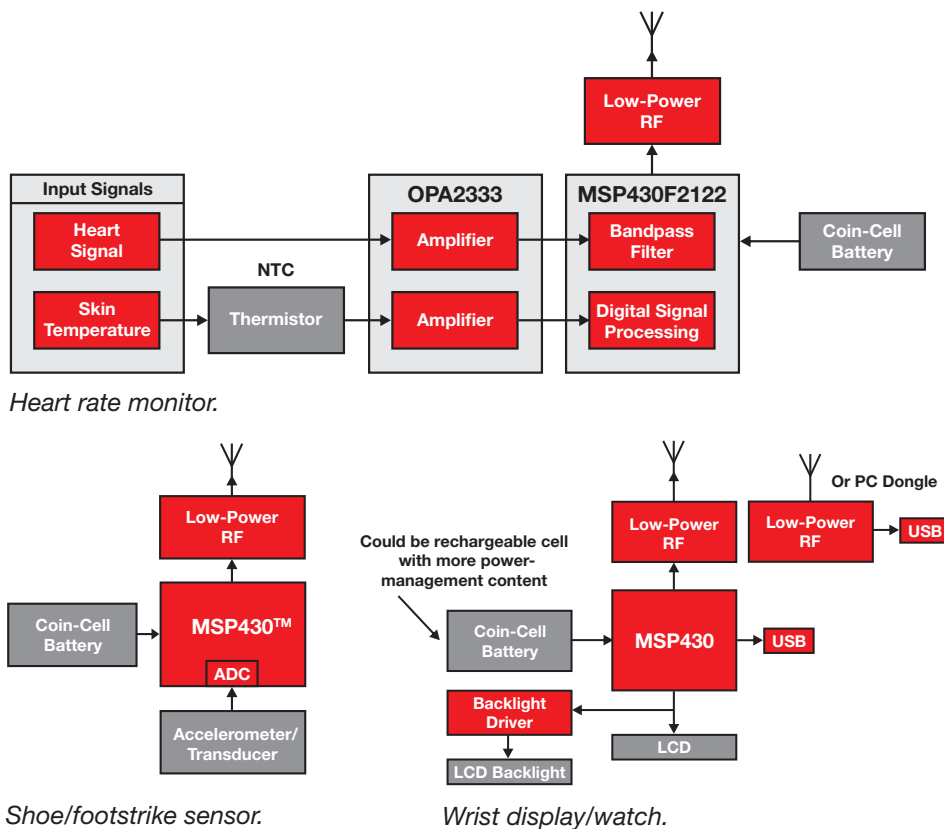 Low-Power
RF
Input Signals
OPA2333
MSP430F2122
Heart
Signal
Amplifier
Bandpass
Filter
Coin-Cell
Battery
NTC
Skin
Temperature
Thermistor
Amplifier
Digital Signal
Processing
Heart rate monitor.
Low-Power
RF
Coin-Cell
Battery
MSP430™
ADC
Accelerometer/
Transducer
Shoe/footstrike sensor.
Or PC Dongle
Low-Power
RF
Low-Power
RF
USB
Could be rechargeable cell
with more power-
management content
Coin-Cell
Battery
MSP430
USB
Backlight
Driver
LCD
LCD Backlight
Wrist display/watch.